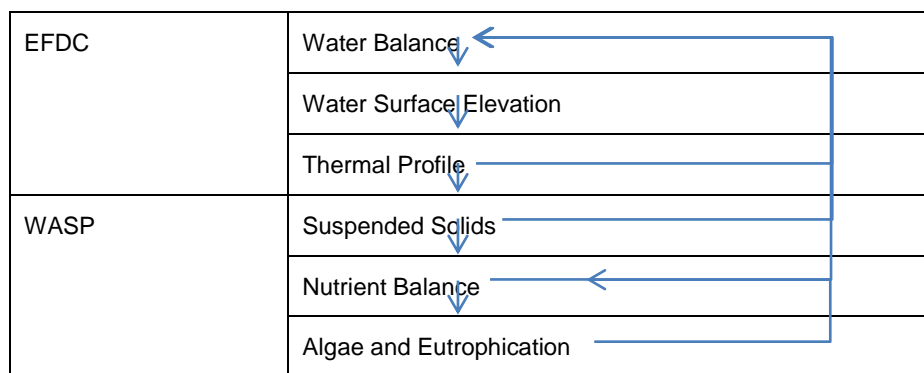 EFDC
Water Balance
Water Surface Elevation
Thermal Profile
WASP
Suspended Solids
Nutrient Balance
Algae and Eutrophication